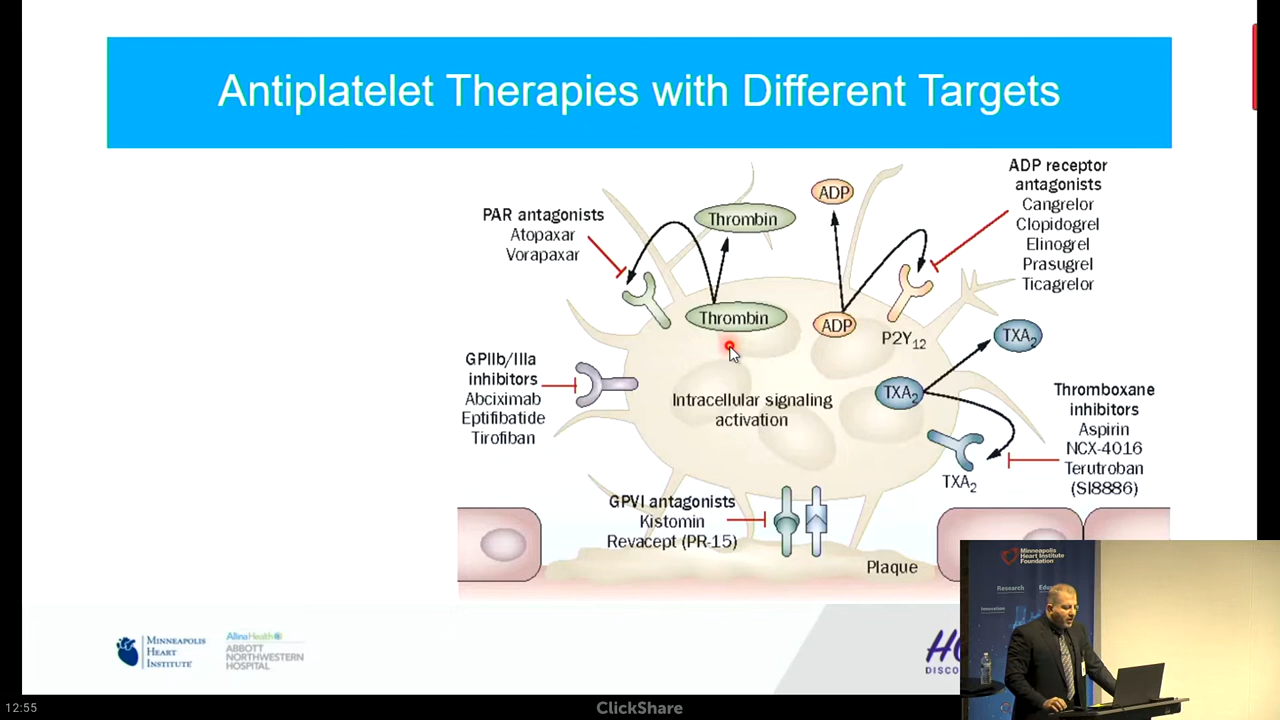 Antiplatelet Therapies with Different Targets
ADP receptor
antagonists
Cangrelor
Clopidogrel
Elinogrel
Prasugrel
Ticagrelor
PAR antagonists
Atopaxar
Vorapaxar
Thrombin
ADP
Thrombin
ADP
P2Y12
TXA2
TXA2
TXA2
GPIIb/IIIa
inhibitors
Abciximab
Eptifibatide
Tirofiban
Intracellular signaling
activation
Thromboxane
inhibitors
Aspirin
NCX-4016
Terutroban
(SI8886)
GPVI antagonists
Kistomin
Revacept (PR-15)
Plaque
MINNEAPOLIS
HEART
INSTITUTE
AllinaHealth
ABBOTT
NORTHWESTERN
HOSPITAL
Minneapolis
Heart Institute
Foundation
Research
Innovation
12:55
ClickShare